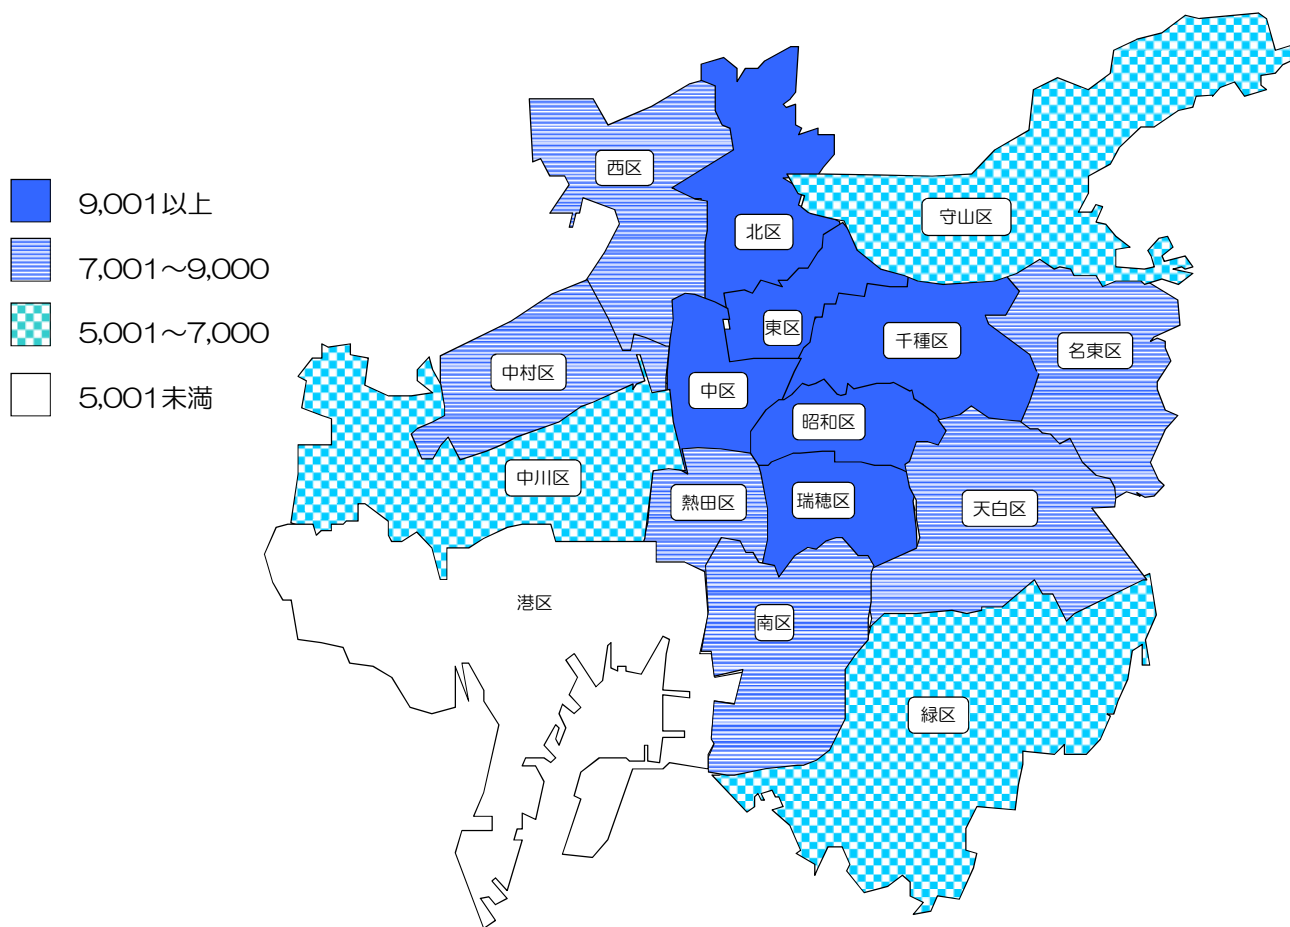 9,001以上
7,001～9,000
5,001～7,000
5,001未満
西区
北区
守山区
東区
千種区
名東区
中村区
中区
昭和区
中川区
熱田区
瑞穂区
天白区
港区
南区
緑区